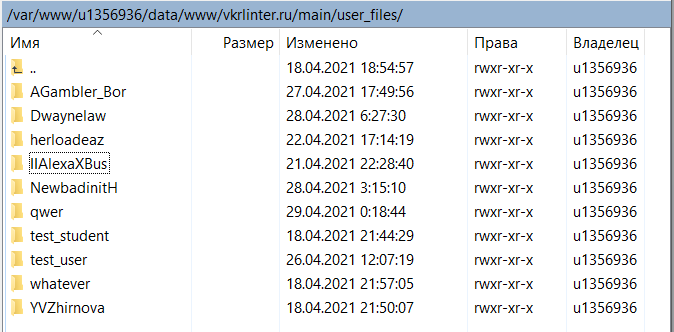 /var/www/u1356936/data/www/vkrlinter.ru/main/user_files/
Имя Размер Изменено Права Владелец
.. 18.04.2021 18:54:57 rwxr-xr-x u1356936
AGambler_Bor 27.04.2021 17:49:56 rwxr-xr-x u1356936
Dwaynelaw 28.04.2021 6:27:30 rwxr-xr-x u1356936
herloadeaz 22.04.2021 17:14:19 rwxr-xr-x u1356936
IIAlexaXBus 21.04.2021 22:28:40 rwxr-xr-x u1356936
NewbadinitH 28.04.2021 3:15:10 rwxr-xr-x u1356936
qwer 29.04.2021 0:18:44 rwxr-xr-x u1356936
test_student 18.04.2021 21:44:29 rwxr-xr-x u1356936
test_user 26.04.2021 12:07:19 rwxr-xr-x u1356936
whatever 18.04.2021 21:57:05 rwxr-xr-x u1356936
YVZhirnova 18.04.2021 21:50:07 rwxr-xr-x u1356936